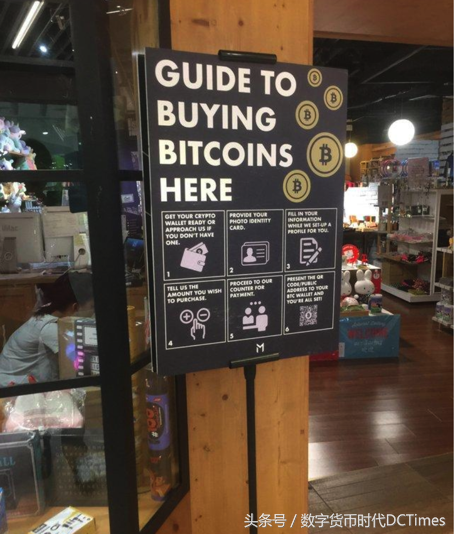 GUIDE TO
BUYING
BITCOINS
HERE
GET YOUR CRYPTO
WALLET READY OR
APPROACH US IF
YOU DON'T HAVE
ONE.
1
PROVIDE YOUR
PHOTO IDENTITY
CARD.
2
FILL IN YOUR
INFORMATION
WHILE WE SET-UP A
PROFILE FOR YOU.
3
TELL US THE
AMOUNT YOU WISH
TO PURCHASE.
4
PROCEED TO OUR
COUNTER FOR
PAYMENT.
5
PRESENT THE QR
CODE/PUBLIC
ADDRESS TO YOUR
BTC WALLET AND
YOU'RE ALL SET!
6
M
头条号 / 数字货币时代DCTimes